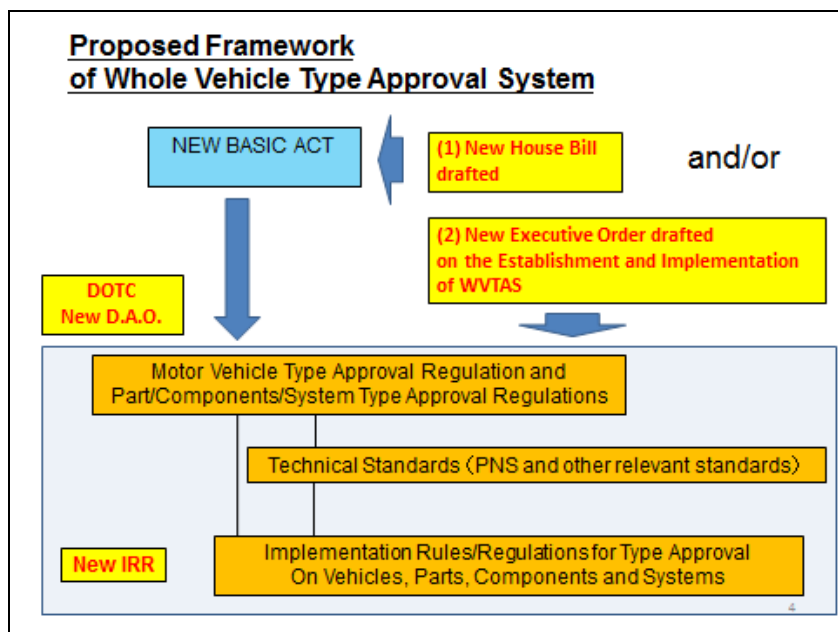 Proposed Framework
of Whole Vehicle Type Approval System
NEW BASIC ACT
(1) New House Bill
drafted
and/or
(2) New Executive Order drafted
on the Establishment and Implementation
of WVTAS
DOTC
New D.A.O.
Motor Vehicle Type Approval Regulation and
Part/Components/System Type Approval Regulations
Technical Standards（PNS and other relevant standards）
New IRR
Implementation Rules/Regulations for Type Approval
On Vehicles, Parts, Components and Systems
4